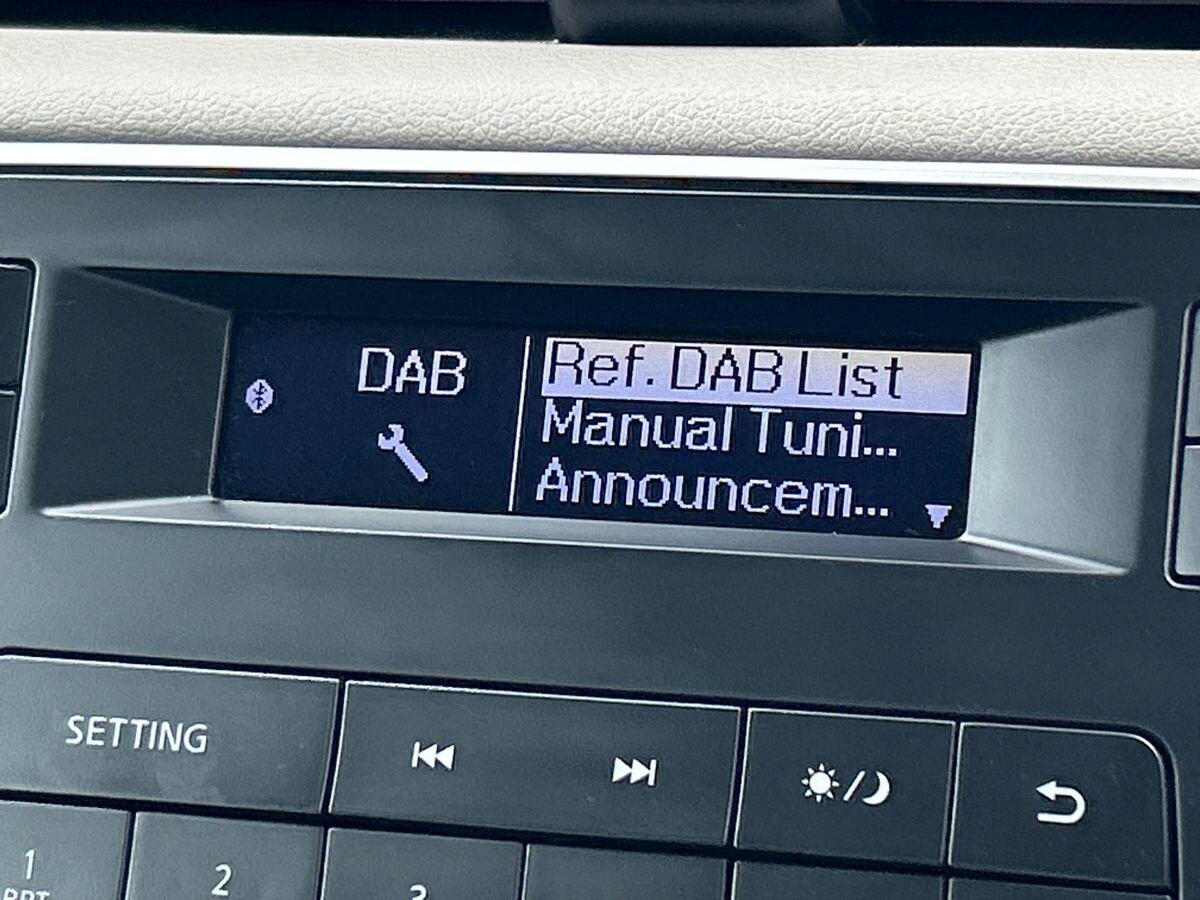 DAB
Ref. DAB List
Manual Tuni...
Announcem...
SETTING
1
2